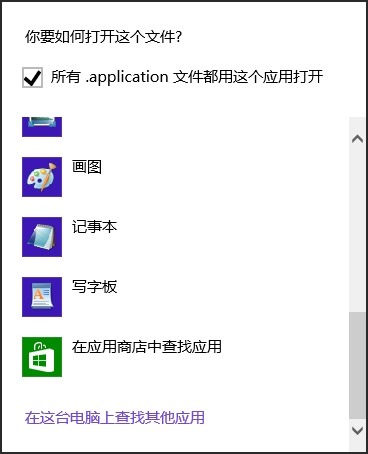 你要如何打开这个文件?
所有 .application 文件都用这个应用打开
画图
记事本
写字板
在应用商店中查找应用
在这台电脑上查找其他应用